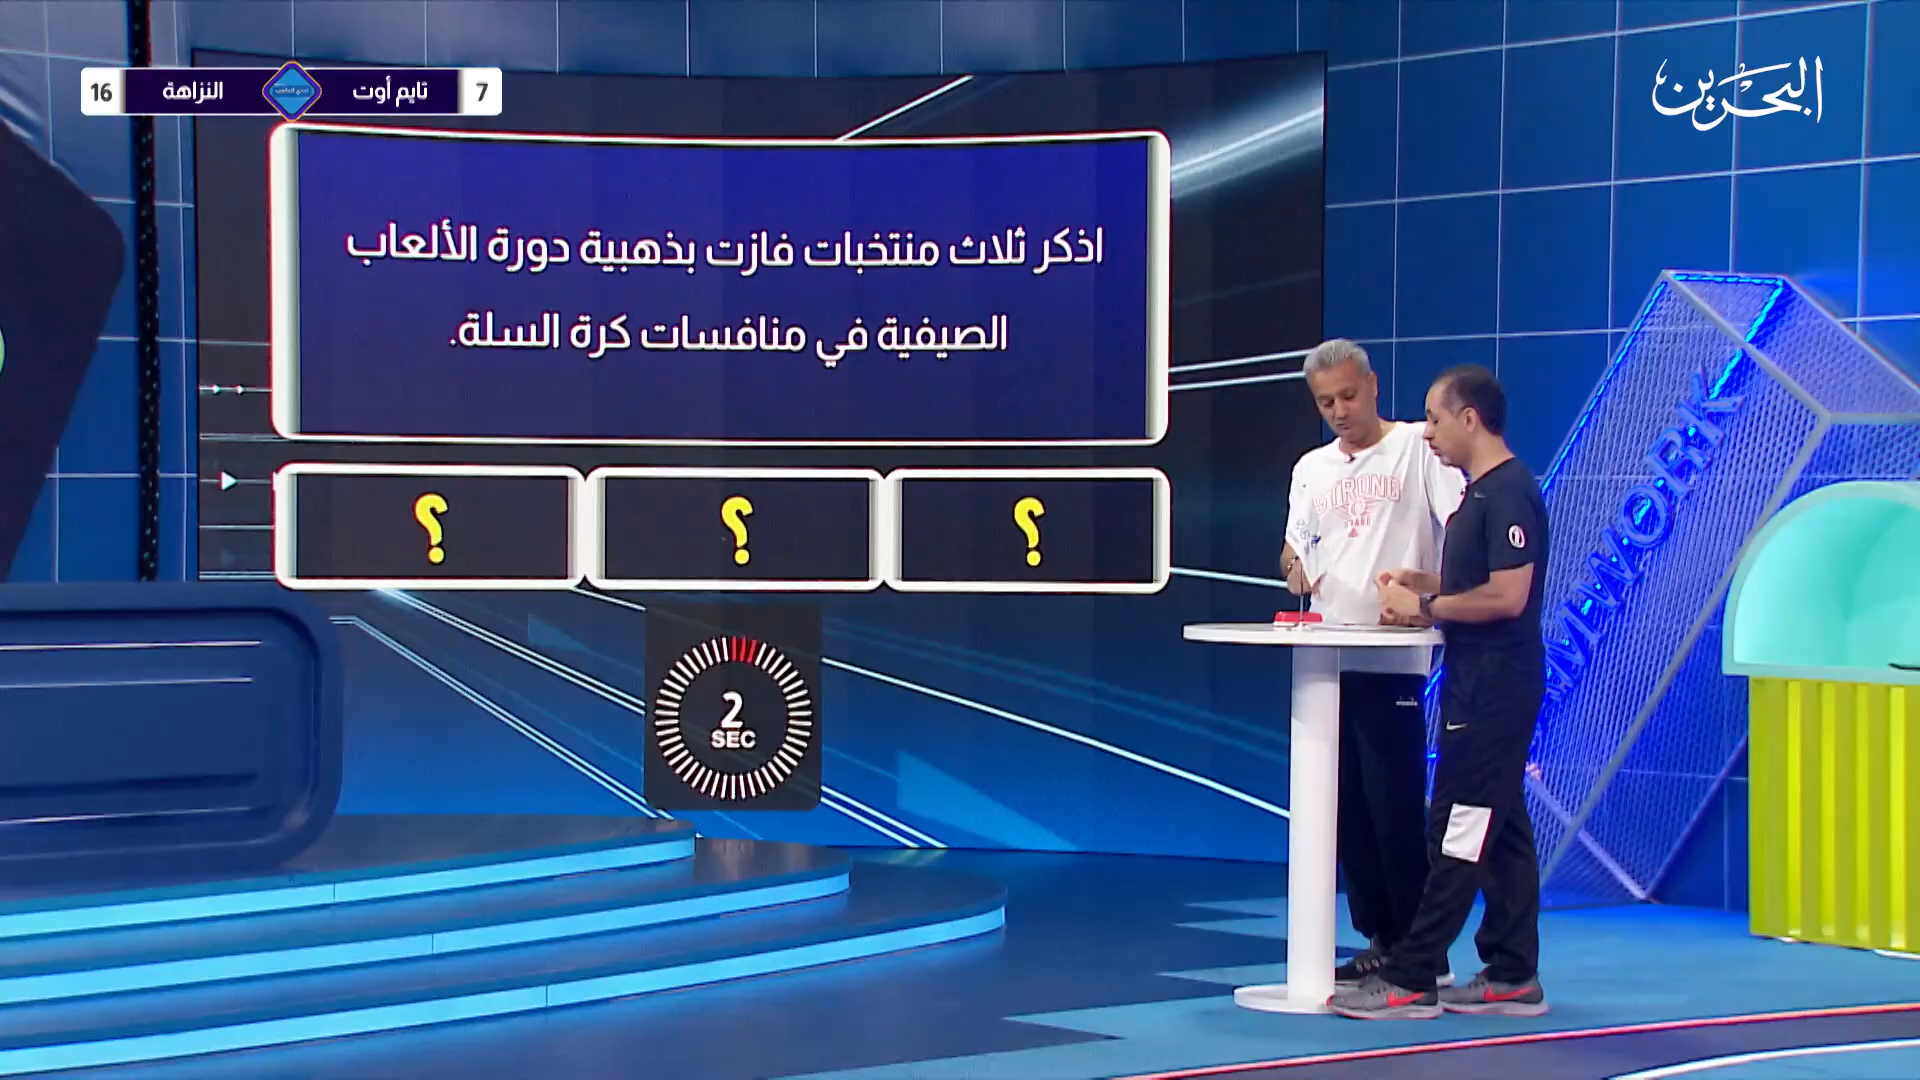 البحرين
7 تايم أوت النزاهة 16
اذكر ثلاث منتخبات فازت بذهبية دورة الألعاب
الصيفية في منافسات كرة السلة.
؟ ؟ ؟
2
SEC
STRONG